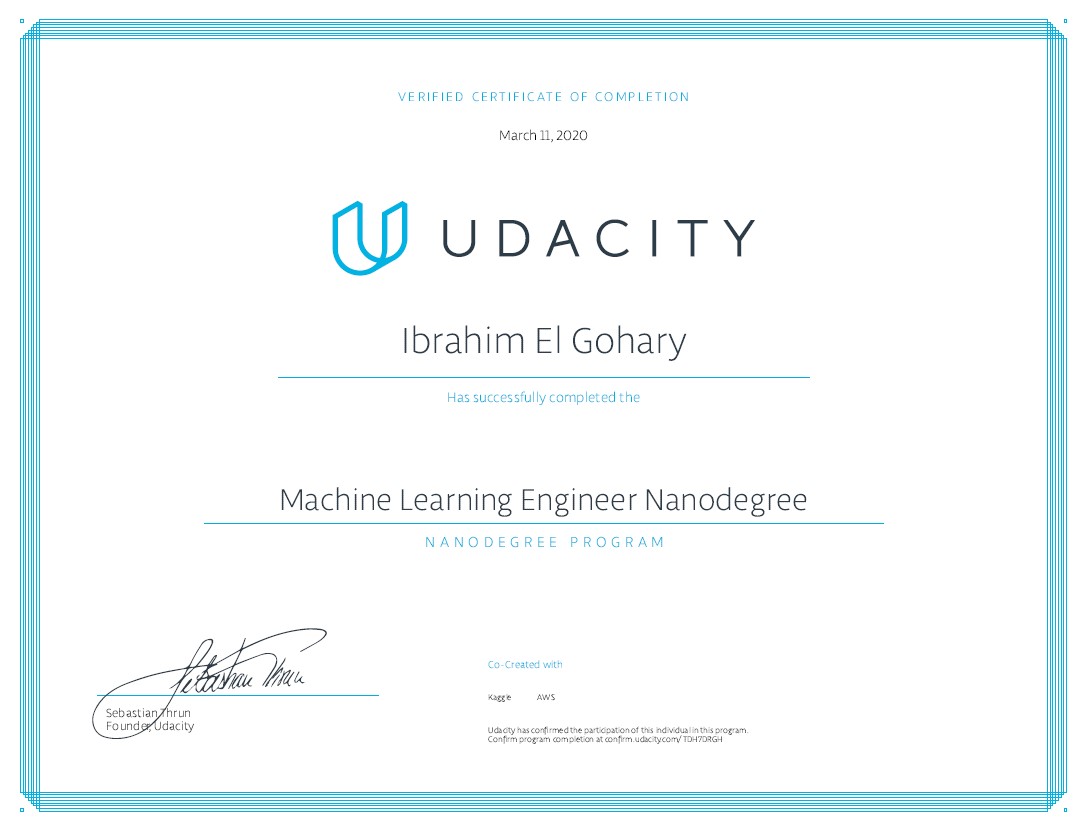 VERIFIED CERTIFICATE OF COMPLETION
March 11, 2020
UDACITY
Ibrahim El Gohary
Has successfully completed the
Machine Learning Engineer Nanodegree
NANODEGREE PROGRAM
Sebastian Thrun
Co-Created with
Kaggle AWS
Sebastian Thrun
Founder, Udacity
Udacity has confirmed the participation of this individual in this program.
Confirm program completion at confirm.udacity.com/TDH7DRGH